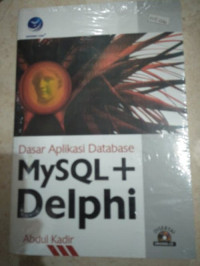 Dasar Aplikasi Database
MySQL+
Delphi
Abdul Kadir